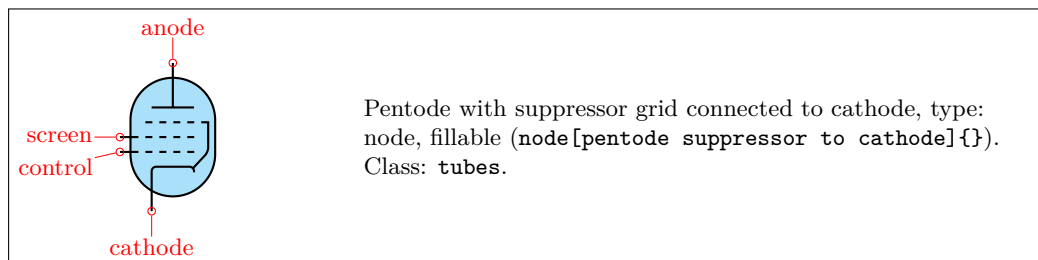 anode
screen
control
cathode
Pentode with suppressor grid connected to cathode, type:
node, fillable (node[pentode suppressor to cathode]{}).
Class: tubes.